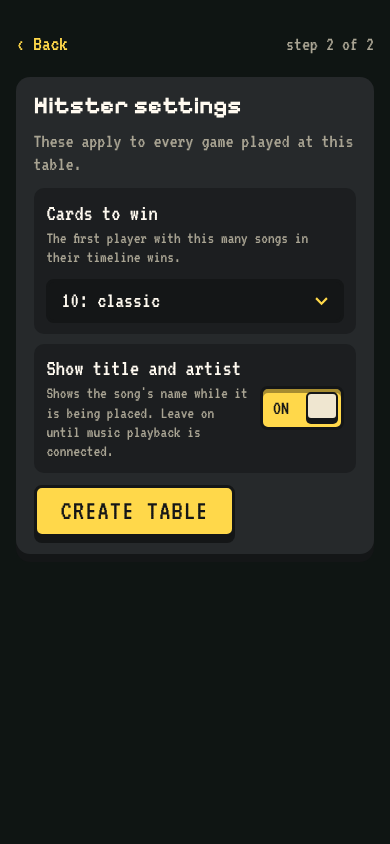 ‹ Back
step 2 of 2
Hitster settings
These apply to every game played at this
table.
Cards to win
The first player with this many songs in
their timeline wins.
10: classic
Show title and artist
Shows the song's name while it
is being placed. Leave on
until music playback is
connected.
ON
CREATE TABLE